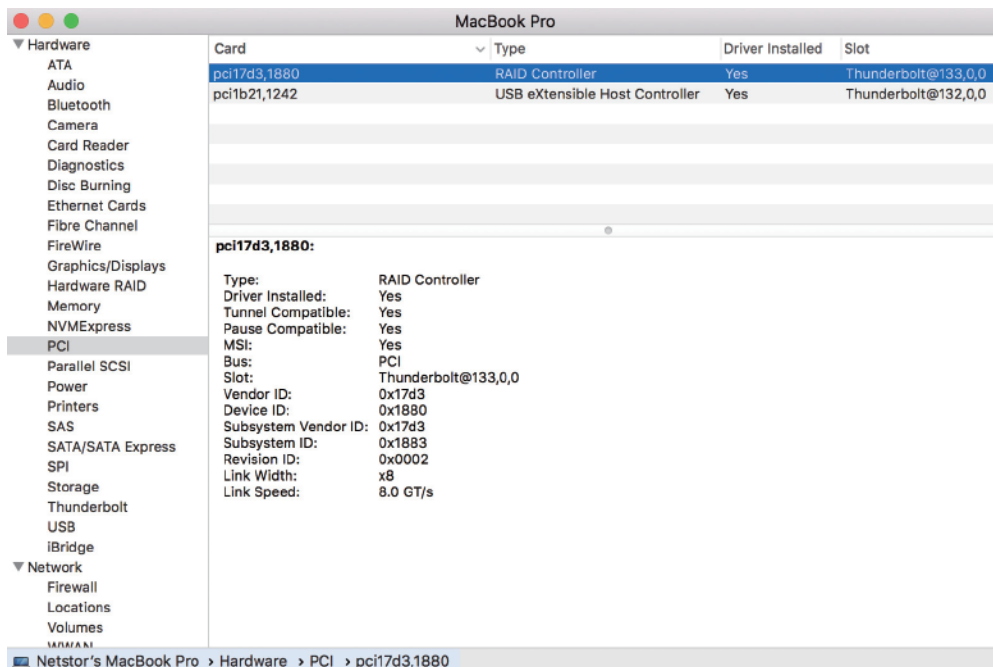 MacBook Pro
Hardware
ATA
Audio
Bluetooth
Camera
Card Reader
Diagnostics
Disc Burning
Ethernet Cards
Fibre Channel
FireWire
Graphics/Displays
Hardware RAID
Memory
NVMExpress
PCI
Parallel SCSI
Power
Printers
SAS
SATA/SATA Express
SPI
Storage
Thunderbolt
USB
iBridge
Network
Firewall
Locations
Volumes
WWAN
Card Type Driver Installed Slot
pci17d3,1880 RAID Controller Yes Thunderbolt@133,0,0
pci1b21,1242 USB eXtensible Host Controller Yes Thunderbolt@132,0,0
pci17d3,1880:
Type: RAID Controller
Driver Installed: Yes
Tunnel Compatible: Yes
Pause Compatible: Yes
MSI: Yes
Bus: PCI
Slot: Thunderbolt@133,0,0
Vendor ID: 0x17d3
Device ID: 0x1880
Subsystem Vendor ID: 0x17d3
Subsystem ID: 0x1883
Revision ID: 0x0002
Link Width: x8
Link Speed: 8.0 GT/s
Netstor's MacBook Pro › Hardware › PCI › pci17d3,1880